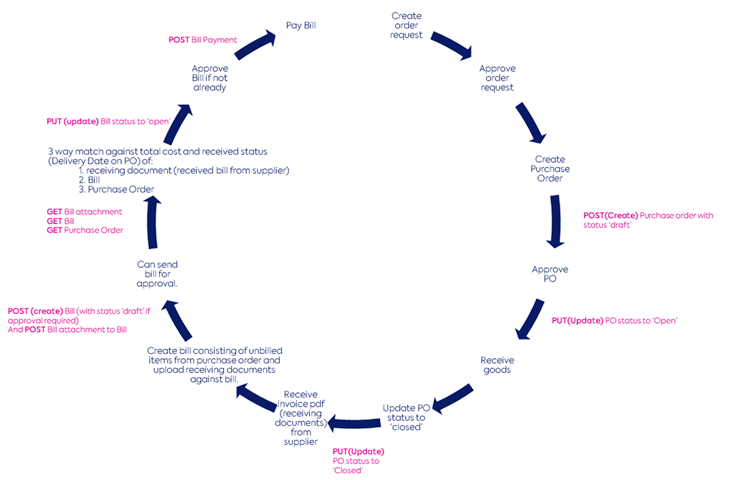 Create
order
request
Approve
order
request
Create
Purchase
Order
POST(Create) Purchase order with
status 'draft'
Approve
PO
PUT(Update) PO status to 'Open'
Receive
goods
Update PO
status to
'closed'
PUT(Update)
PO status to
'Closed'
Receive
invoice pdf
(receiving
documents)
from
supplier
Create bill consisting of unbilled
items from purchase order and
upload receiving documents
against bill.
POST (create) Bill (with status 'draft' if
approval required)
And POST Bill attachment to Bill
Can send
bill for
approval.
GET Bill attachment
GET Bill
GET Purchase Order
3 way match against total cost and received status
(Delivery Date on PO) of:
1. receiving document (received bill from supplier)
2. Bill
3. Purchase Order
PUT (update) Bill status to 'open'
Approve
Bill if not
already
POST Bill Payment
Pay Bill